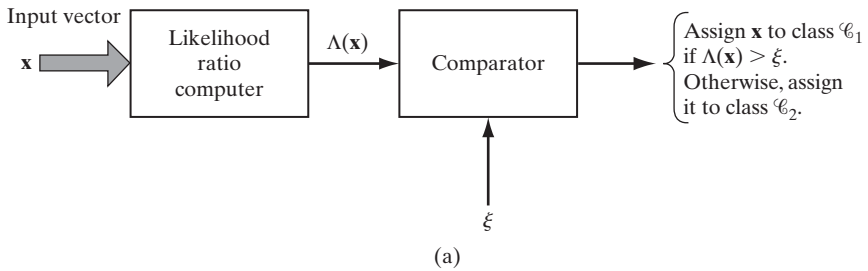 Input vector
x
Likelihood
ratio
computer
Λ(x)
Comparator
ξ
Assign x to class 𝒞₁
if Λ(x) > ξ.
Otherwise, assign
it to class 𝒞₂.
(a)